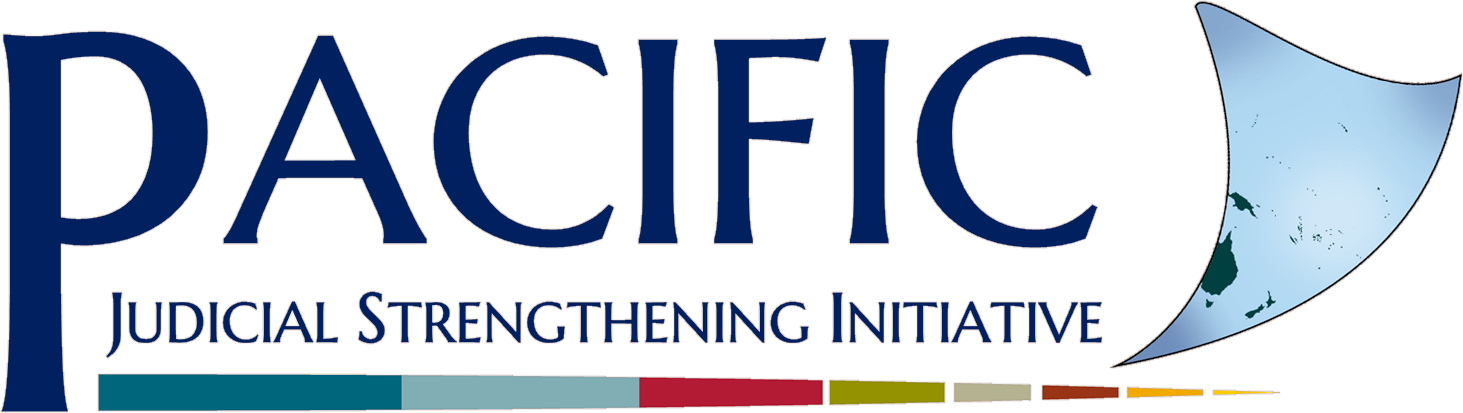 PACIFIC
JUDICIAL STRENGTHENING INITIATIVE